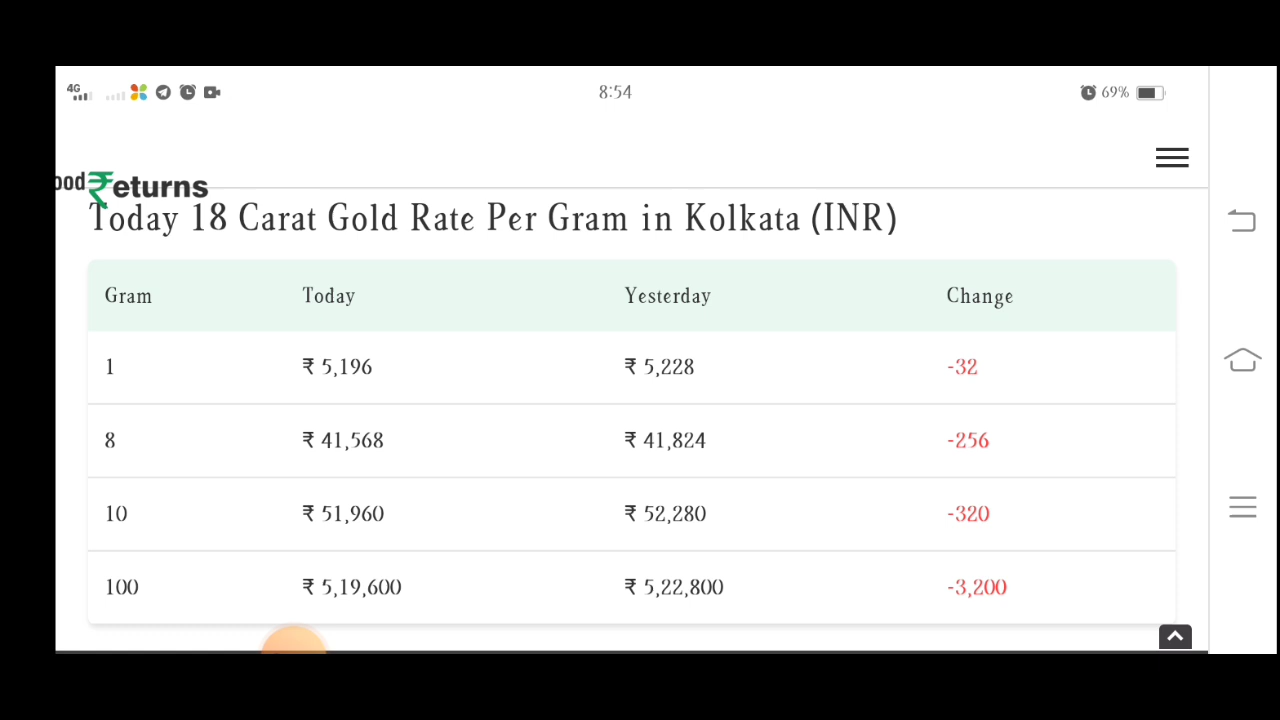 4G 8:54 69%
ood₹eturns
Today 18 Carat Gold Rate Per Gram in Kolkata (INR)
Gram Today Yesterday Change
1 ₹ 5,196 ₹ 5,228 -32
8 ₹ 41,568 ₹ 41,824 -256
10 ₹ 51,960 ₹ 52,280 -320
100 ₹ 5,19,600 ₹ 5,22,800 -3,200